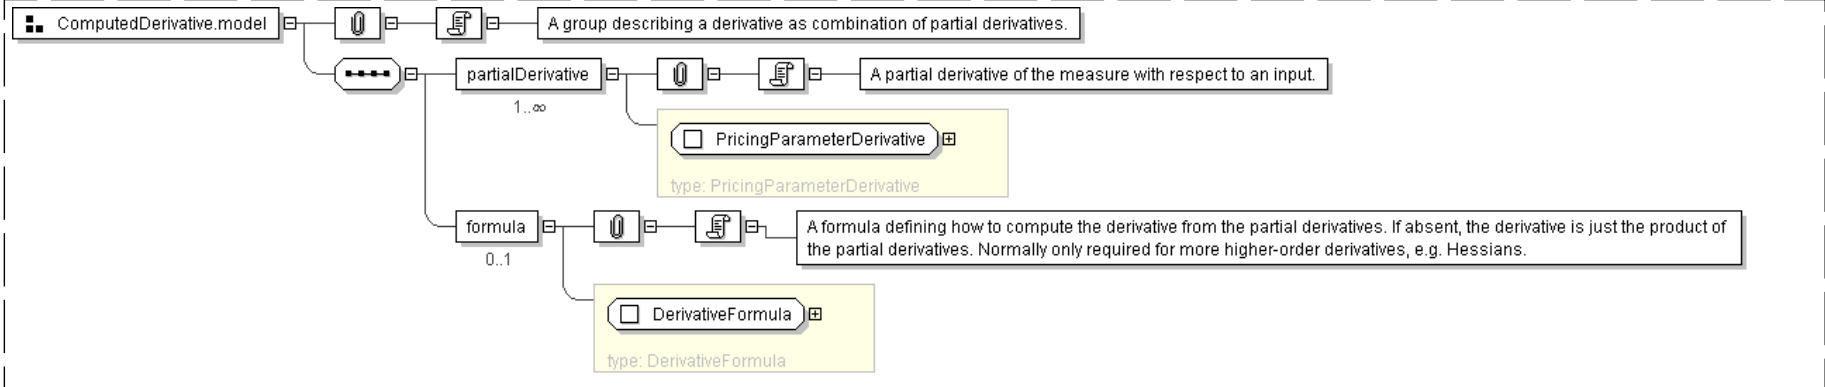 ComputedDerivative.model
A group describing a derivative as combination of partial derivatives.
partialDerivative
A partial derivative of the measure with respect to an input.
1..∞
PricingParameterDerivative
type: PricingParameterDerivative
formula
A formula defining how to compute the derivative from the partial derivatives. If absent, the derivative is just the product of
the partial derivatives. Normally only required for more higher-order derivatives, e.g. Hessians.
0..1
DerivativeFormula
type: DerivativeFormula